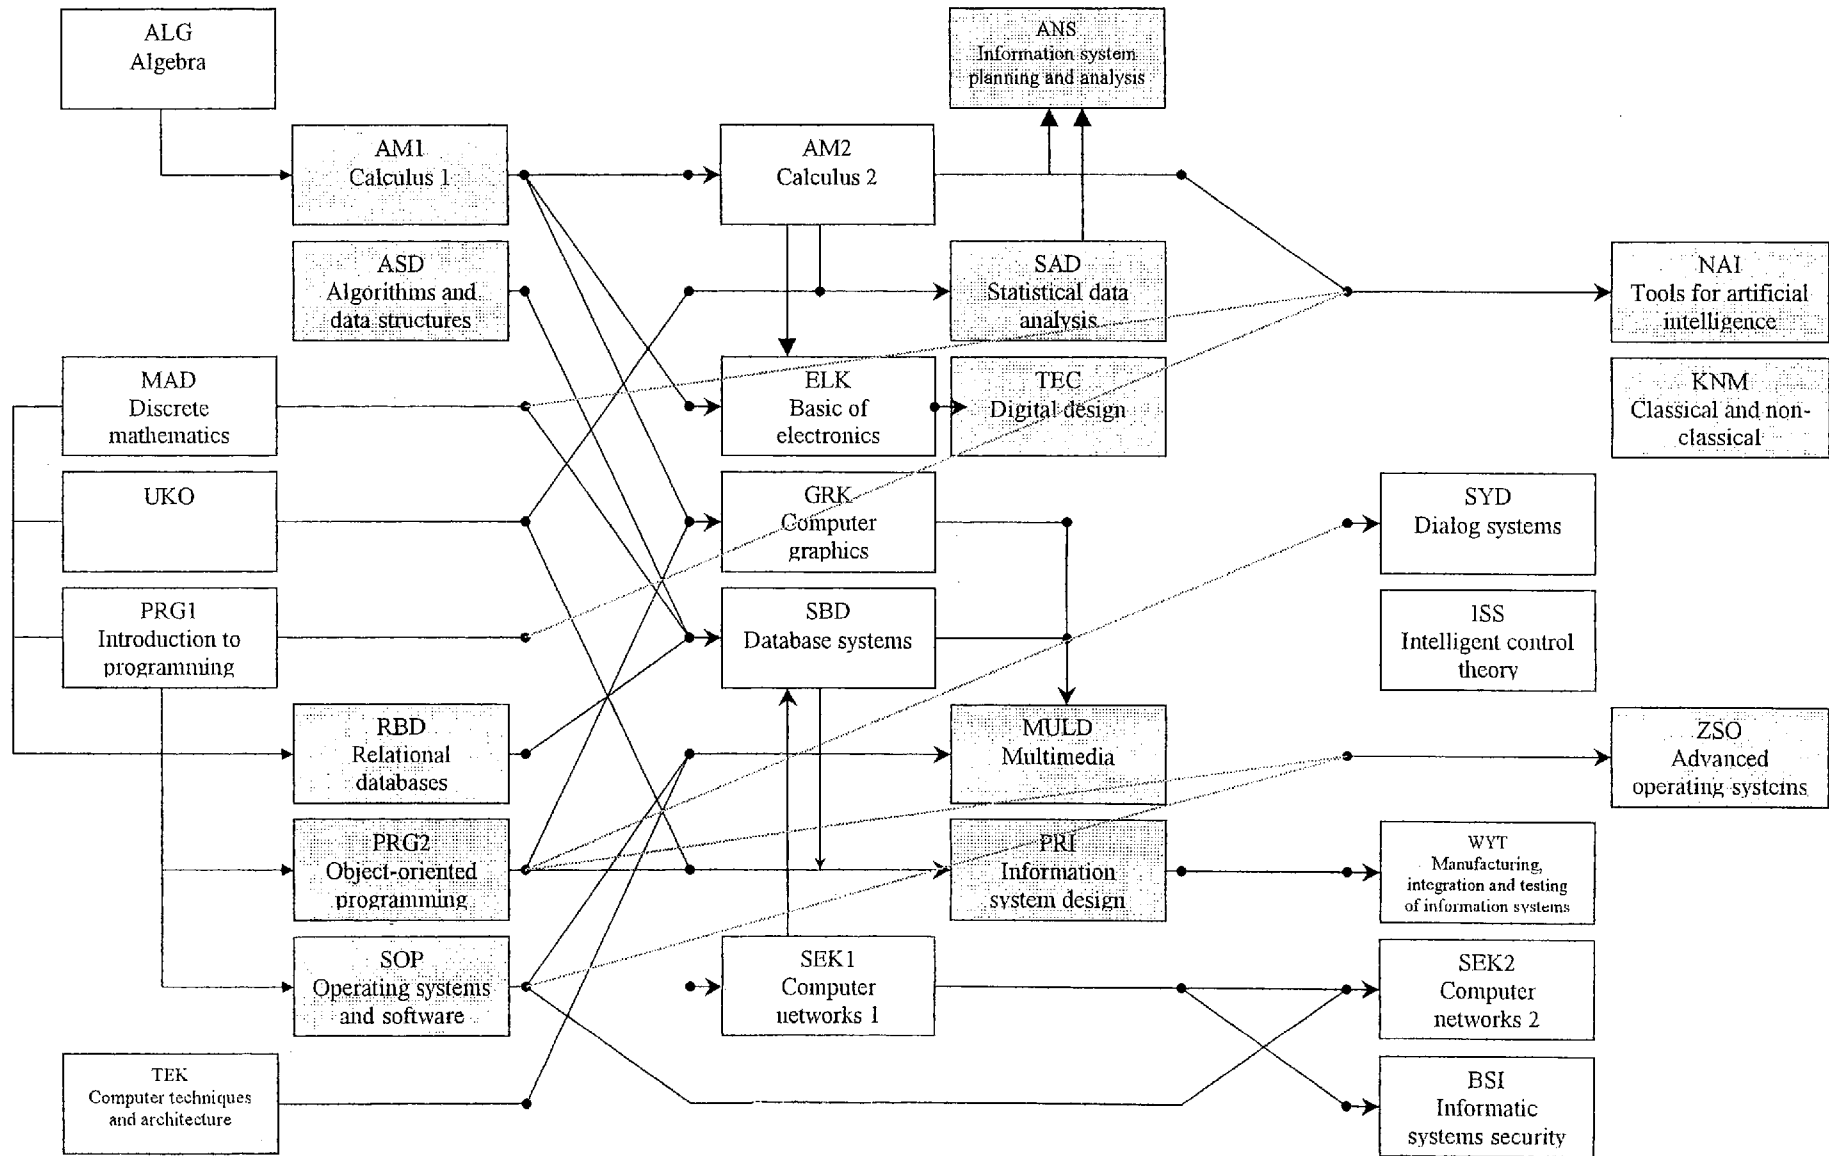 ALG
Algebra
ANS
Information system
planning and analysis
AM1
Calculus 1
AM2
Calculus 2
ASD
Algorithms and
data structures
SAD
Statistical data
analysis
NAI
Tools for artificial
intelligence
MAD
Discrete
mathematics
ELK
Basic of
electronics
TEC
Digital design
KNM
Classical and non-
classical
UKO
GRK
Computer
graphics
SYD
Dialog systems
PRG1
Introduction to
programming
SBD
Database systems
ISS
Intelligent control
theory
RBD
Relational
databases
MULD
Multimedia
ZSO
Advanced
operating systems
PRG2
Object-oriented
programming
PRI
Information
system design
WYT
Manufacturing,
integration and testing
of information systems
SOP
Operating systems
and software
SEK1
Computer
networks 1
SEK2
Computer
networks 2
TEK
Computer techniques
and architecture
BSI
Informatic
systems security